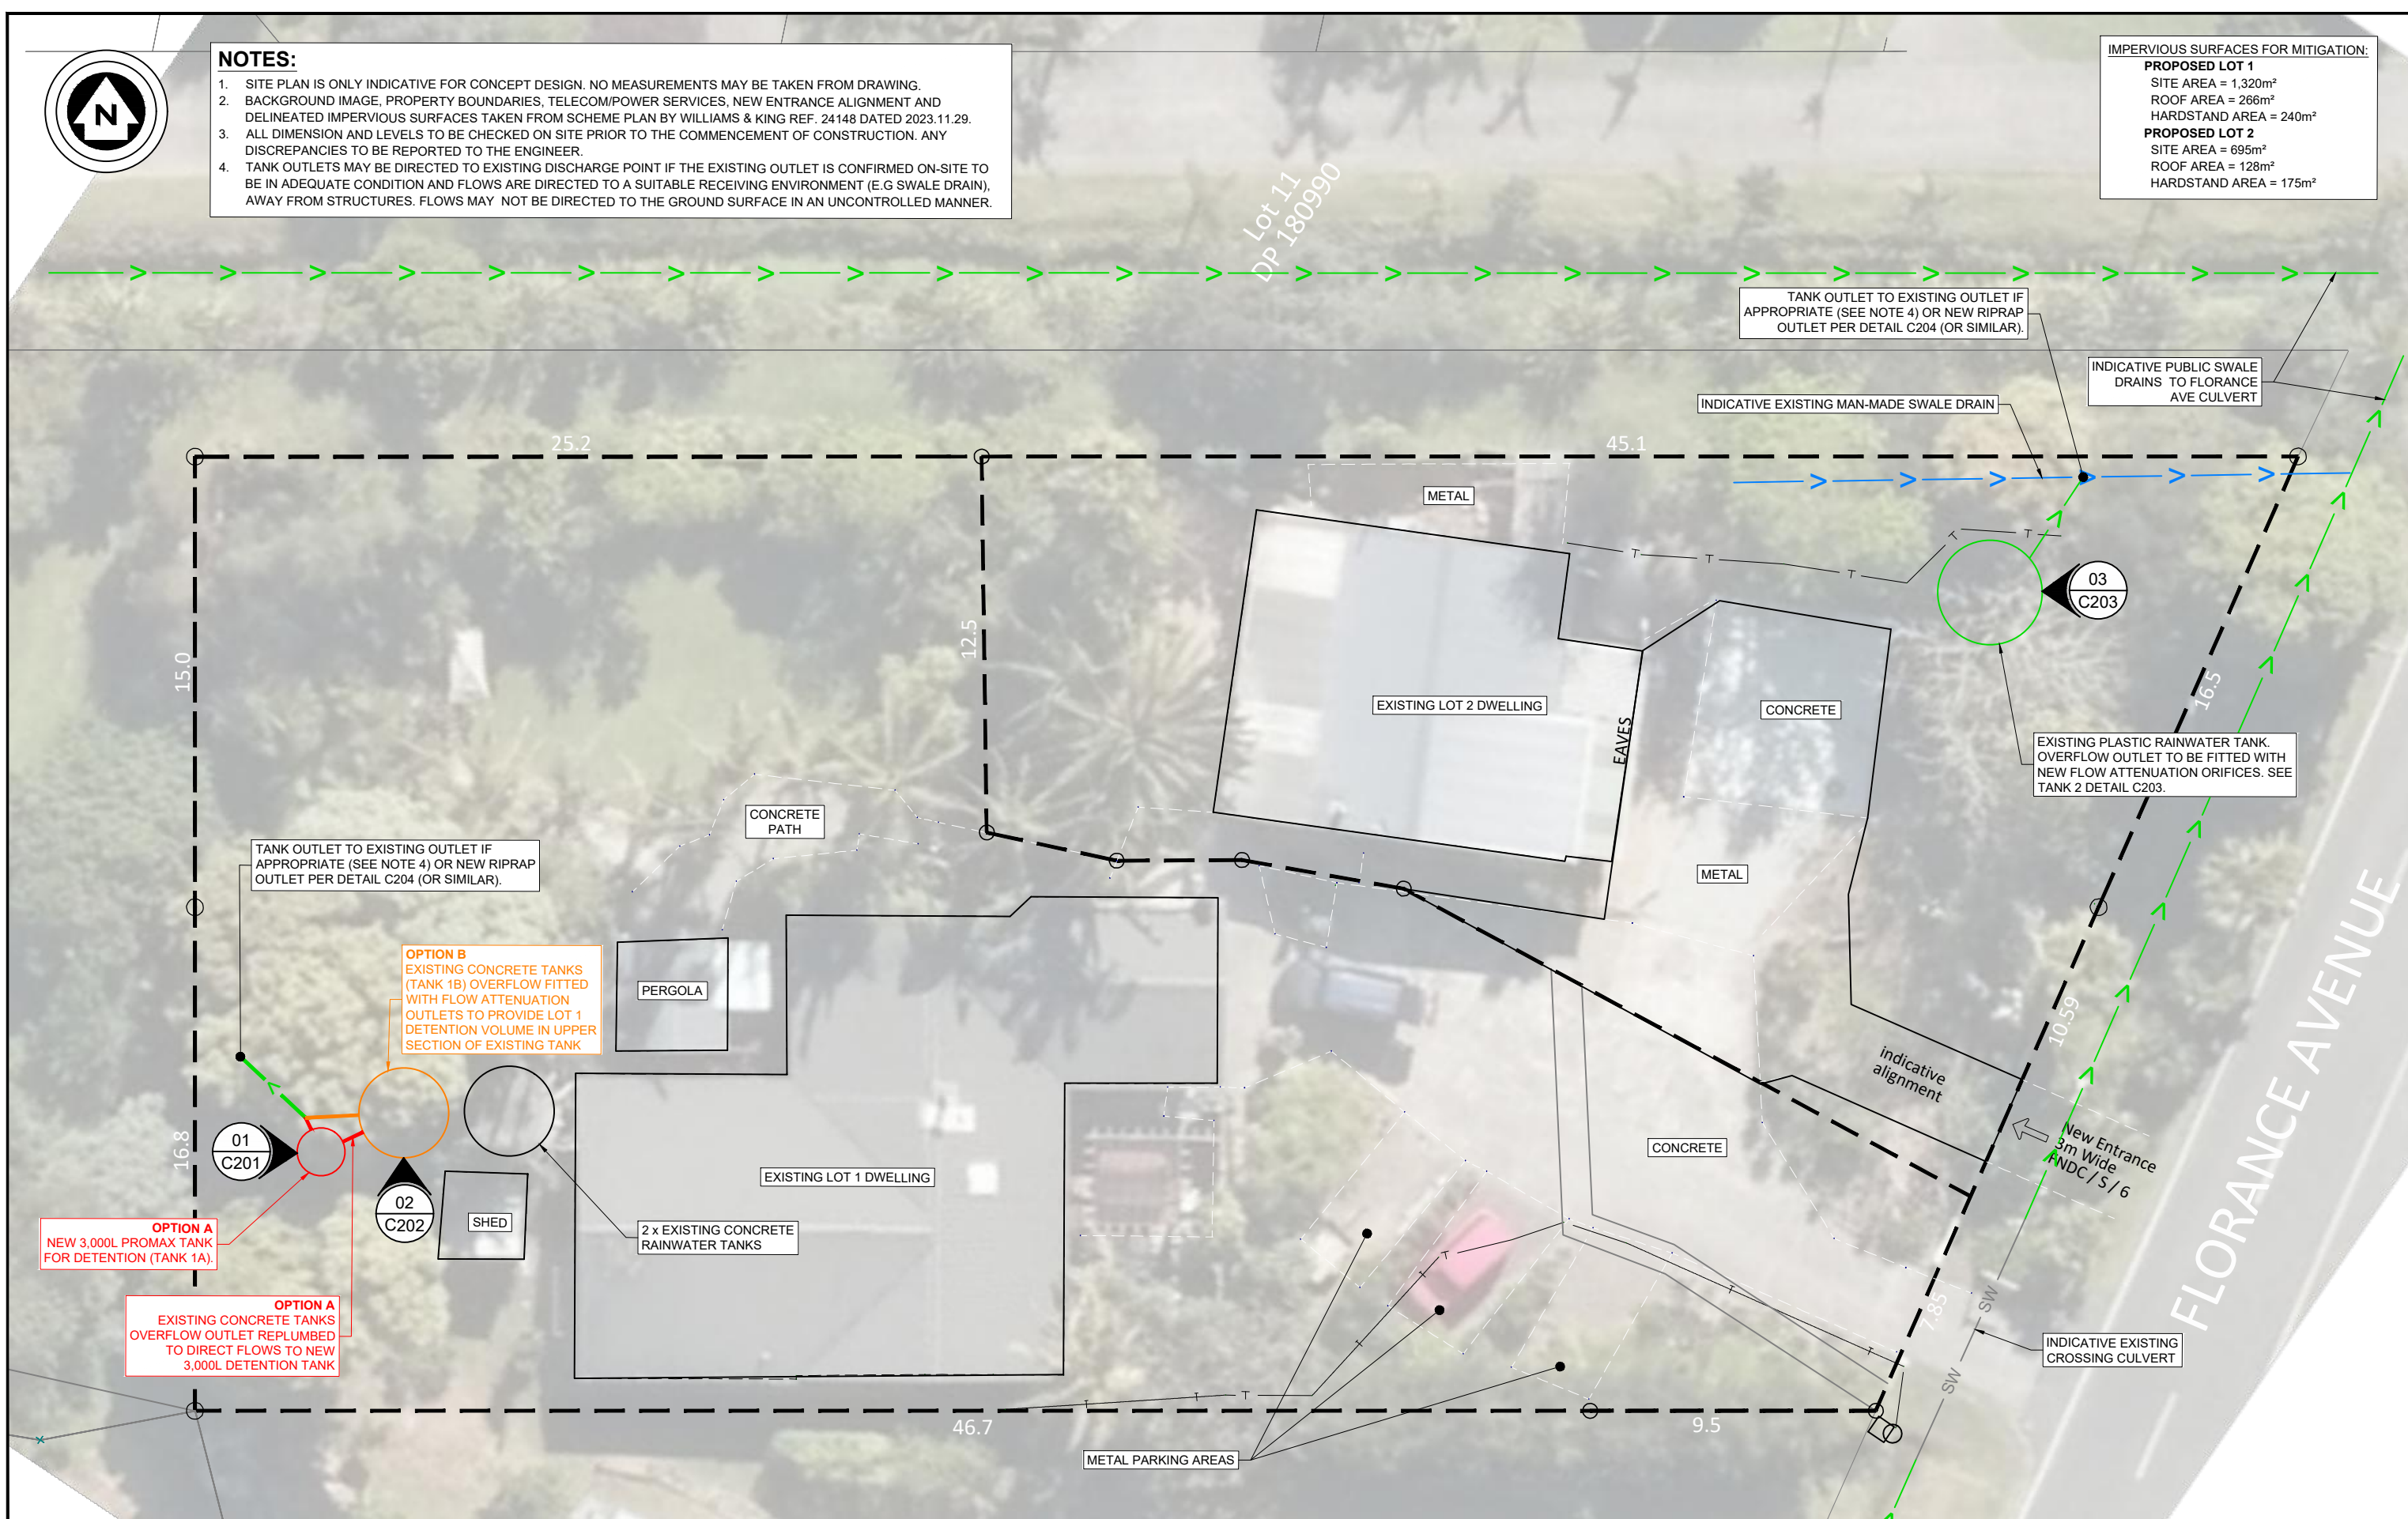 NOTES:
1. SITE PLAN IS ONLY INDICATIVE FOR CONCEPT DESIGN. NO MEASUREMENTS MAY BE TAKEN FROM DRAWING.
2. BACKGROUND IMAGE, PROPERTY BOUNDARIES, TELECOM/POWER SERVICES, NEW ENTRANCE ALIGNMENT AND
DELINEATED IMPERVIOUS SURFACES TAKEN FROM SCHEME PLAN BY WILLIAMS & KING REF. 24148 DATED 2023.11.29.
3. ALL DIMENSION AND LEVELS TO BE CHECKED ON SITE PRIOR TO THE COMMENCEMENT OF CONSTRUCTION. ANY
DISCREPANCIES TO BE REPORTED TO THE ENGINEER.
4. TANK OUTLETS MAY BE DIRECTED TO EXISTING DISCHARGE POINT IF THE EXISTING OUTLET IS CONFIRMED ON-SITE TO
BE IN ADEQUATE CONDITION AND FLOWS ARE DIRECTED TO A SUITABLE RECEIVING ENVIRONMENT (E.G SWALE DRAIN),
AWAY FROM STRUCTURES. FLOWS MAY NOT BE DIRECTED TO THE GROUND SURFACE IN AN UNCONTROLLED MANNER.
N
IMPERVIOUS SURFACES FOR MITIGATION:
PROPOSED LOT 1
SITE AREA = 1,320m²
ROOF AREA = 266m²
HARDSTAND AREA = 240m²
PROPOSED LOT 2
SITE AREA = 695m²
ROOF AREA = 128m²
HARDSTAND AREA = 175m²
Lot 11
DP 180990
TANK OUTLET TO EXISTING OUTLET IF
APPROPRIATE (SEE NOTE 4) OR NEW RIPRAP
OUTLET PER DETAIL C204 (OR SIMILAR).
INDICATIVE PUBLIC SWALE
DRAINS TO FLORANCE
AVE CULVERT
INDICATIVE EXISTING MAN-MADE SWALE DRAIN
25.2
45.1
METAL
T
T
T
T
T
03
C203
12.5
15.0
16.5
EXISTING LOT 2 DWELLING
EAVES
CONCRETE
EXISTING PLASTIC RAINWATER TANK.
OVERFLOW OUTLET TO BE FITTED WITH
NEW FLOW ATTENUATION ORIFICES. SEE
TANK 2 DETAIL C203.
CONCRETE
PATH
TANK OUTLET TO EXISTING OUTLET IF
APPROPRIATE (SEE NOTE 4) OR NEW RIPRAP
OUTLET PER DETAIL C204 (OR SIMILAR).
METAL
OPTION B
EXISTING CONCRETE TANKS
(TANK 1B) OVERFLOW FITTED
WITH FLOW ATTENUATION
OUTLETS TO PROVIDE LOT 1
DETENTION VOLUME IN UPPER
SECTION OF EXISTING TANK
PERGOLA
10.59
indicative
alignment
New Entrance
3m Wide
FNDC / S / 6
FLORANCE AVENUE
16.8
01
C201
02
C202
SHED
EXISTING LOT 1 DWELLING
CONCRETE
2 x EXISTING CONCRETE
RAINWATER TANKS
OPTION A
NEW 3,000L PROMAX TANK
FOR DETENTION (TANK 1A).
OPTION A
EXISTING CONCRETE TANKS
OVERFLOW OUTLET REPLUMBED
TO DIRECT FLOWS TO NEW
3,000L DETENTION TANK
T
T
T
T
T
T
T
7.85
SW
SW
INDICATIVE EXISTING
CROSSING CULVERT
46.7
9.5
METAL PARKING AREAS